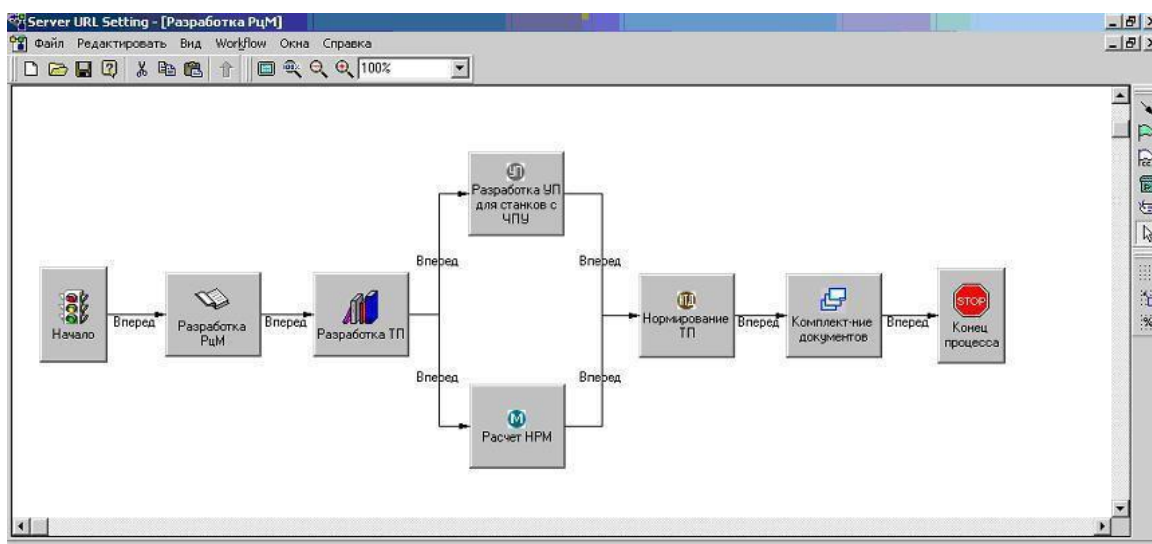 Server URL Setting - [Разработка РцМ]
Файл Редактировать Вид Workflow Окна Справка
100%
Начало
Вперед
Разработка
РцМ
Вперед
Разработка ТП
Вперед
Вперед
УП
Разработка УП
для станков с
ЧПУ
М
Расчет НРМ
Вперед
Вперед
Нормирование
ТП
Вперед
Комплект-ние
документов
Вперед
STOP
Конец
процесса